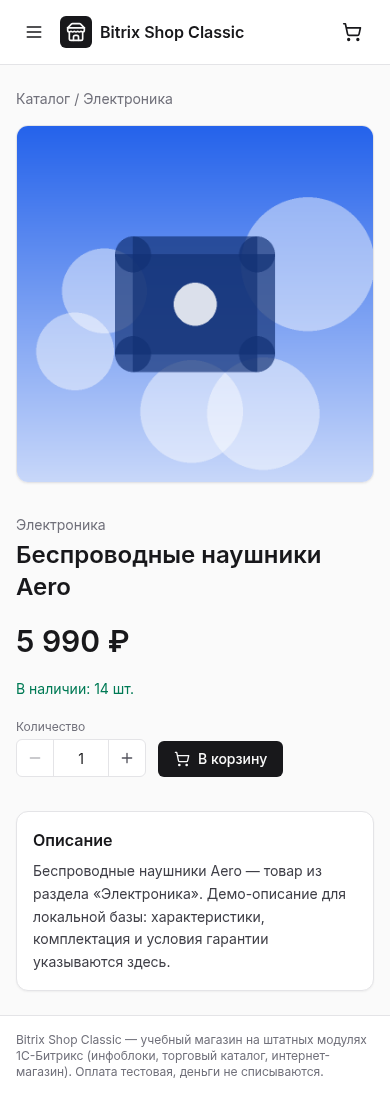 Bitrix Shop Classic
Каталог / Электроника
Электроника
Беспроводные наушники
Aero
5 990 ₽
В наличии: 14 шт.
Количество
1
В корзину
Описание
Беспроводные наушники Aero — товар из
раздела «Электроника». Демо-описание для
локальной базы: характеристики,
комплектация и условия гарантии
указываются здесь.
Bitrix Shop Classic — учебный магазин на штатных модулях
1С-Битрикс (инфоблоки, торговый каталог, интернет-
магазин). Оплата тестовая, деньги не списываются.